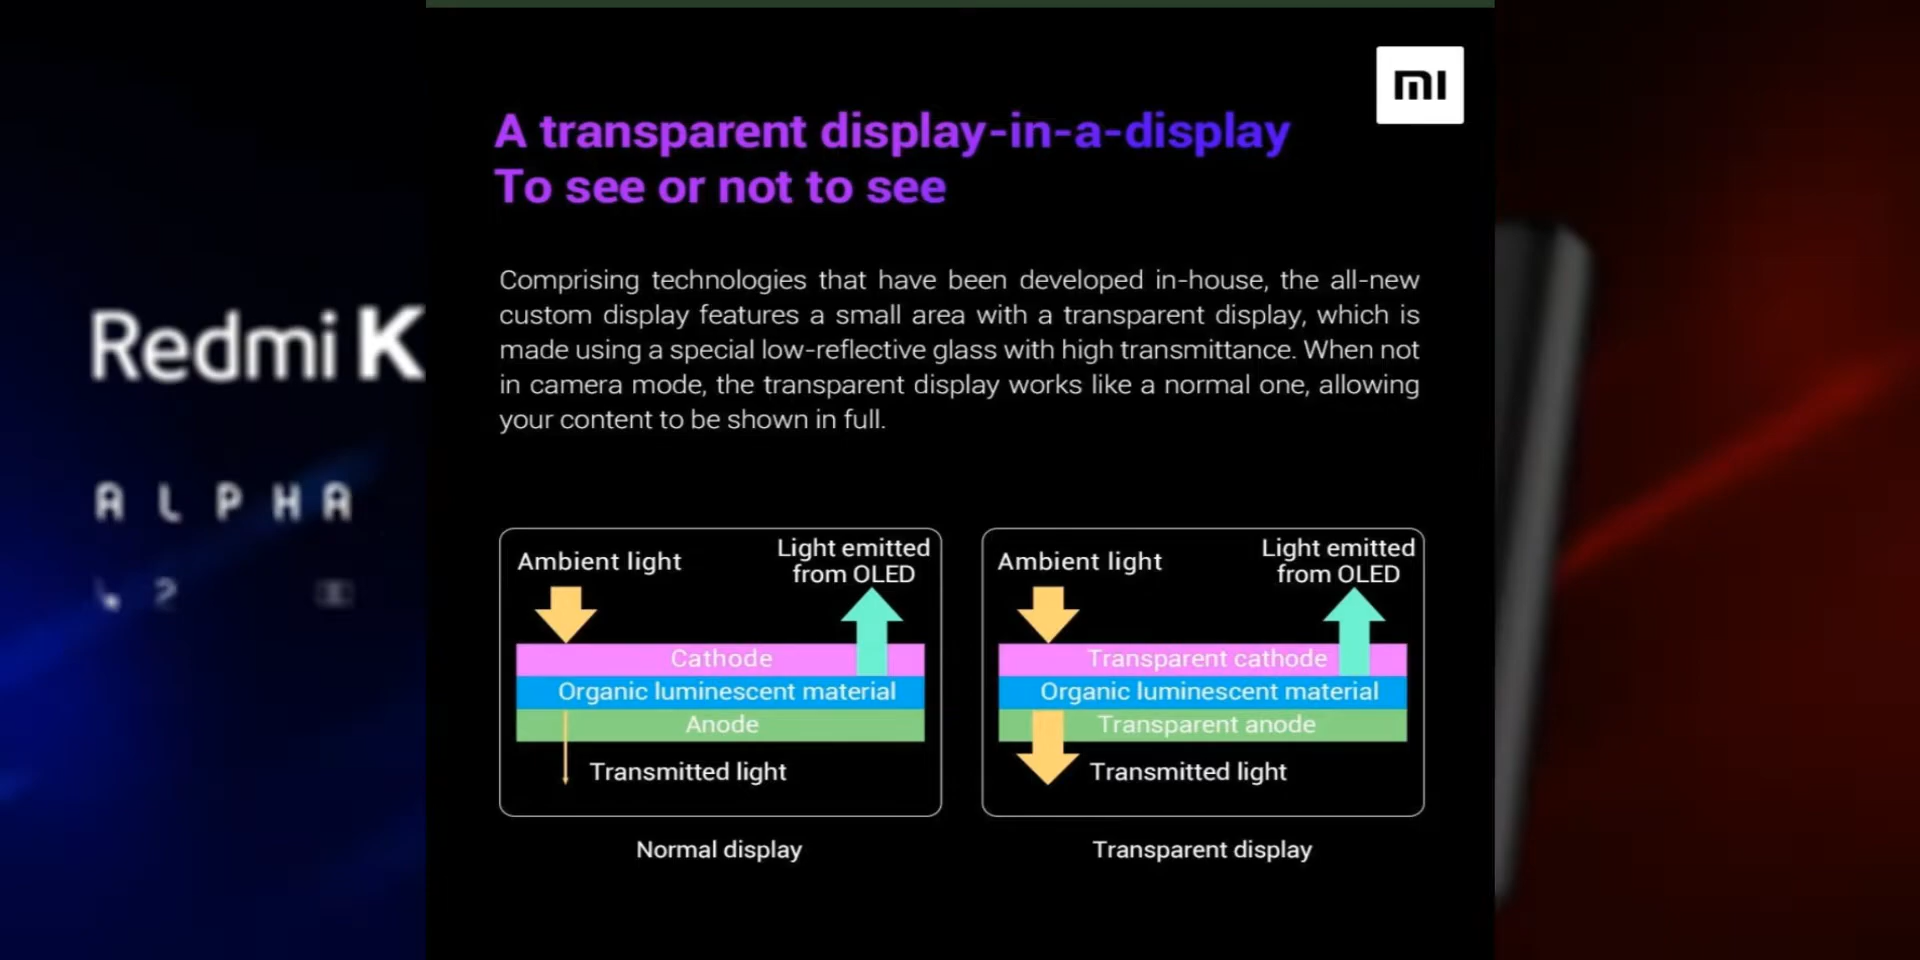 mi
A transparent display-in-a-display
To see or not to see
Comprising technologies that have been developed in-house, the all-new
custom display features a small area with a transparent display, which is
made using a special low-reflective glass with high transmittance. When not
in camera mode, the transparent display works like a normal one, allowing
your content to be shown in full.
Redmi K
ALPHA
Ambient light
Light emitted
from OLED
Cathode
Organic luminescent material
Anode
Transmitted light
Normal display
Ambient light
Light emitted
from OLED
Transparent cathode
Organic luminescent material
Transparent anode
Transmitted light
Transparent display